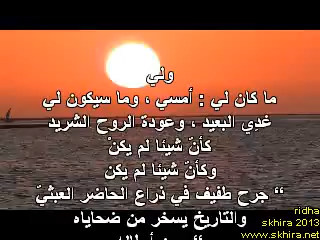 ولي
ما كان لي : أمسي ، وما سيكون لي
غدي البعيد ، وعودة الروح الشريد
كأنّ شيئا لم يكنْ
وكأنّ شيئا لم يكنْ
“ جرح طفيف في ذراع الحاضر العبثيّ
والتاريخ يسخر من ضحاياه
ridha
skhira 2013
www.skhira.net